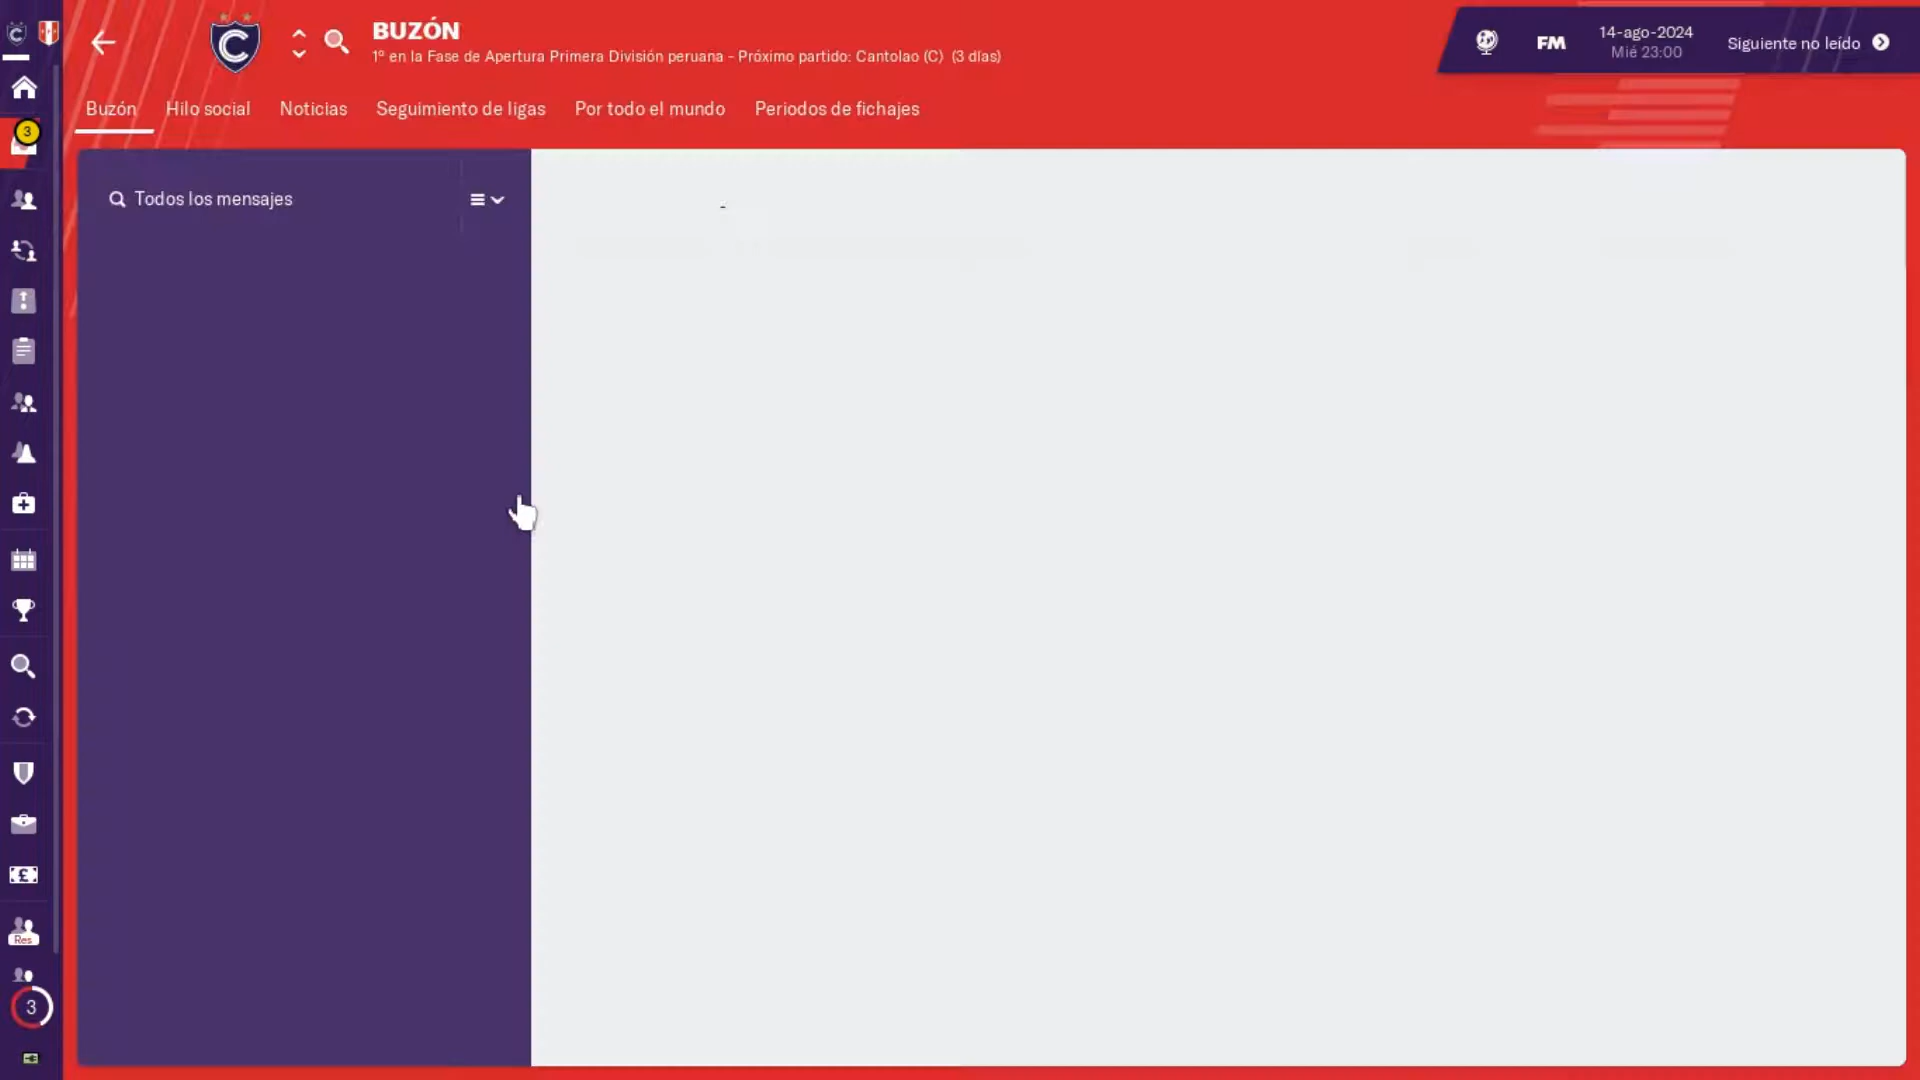 BUZÓN
1º en la Fase de Apertura Primera División peruana - Próximo partido: Cantolao (C) (3 días)
FM
14-ago-2024
Mié 23:00
Siguiente no leído
Buzón
Hilo social
Noticias
Seguimiento de ligas
Por todo el mundo
Periodos de fichajes
3
Todos los mensajes
-
Res
3